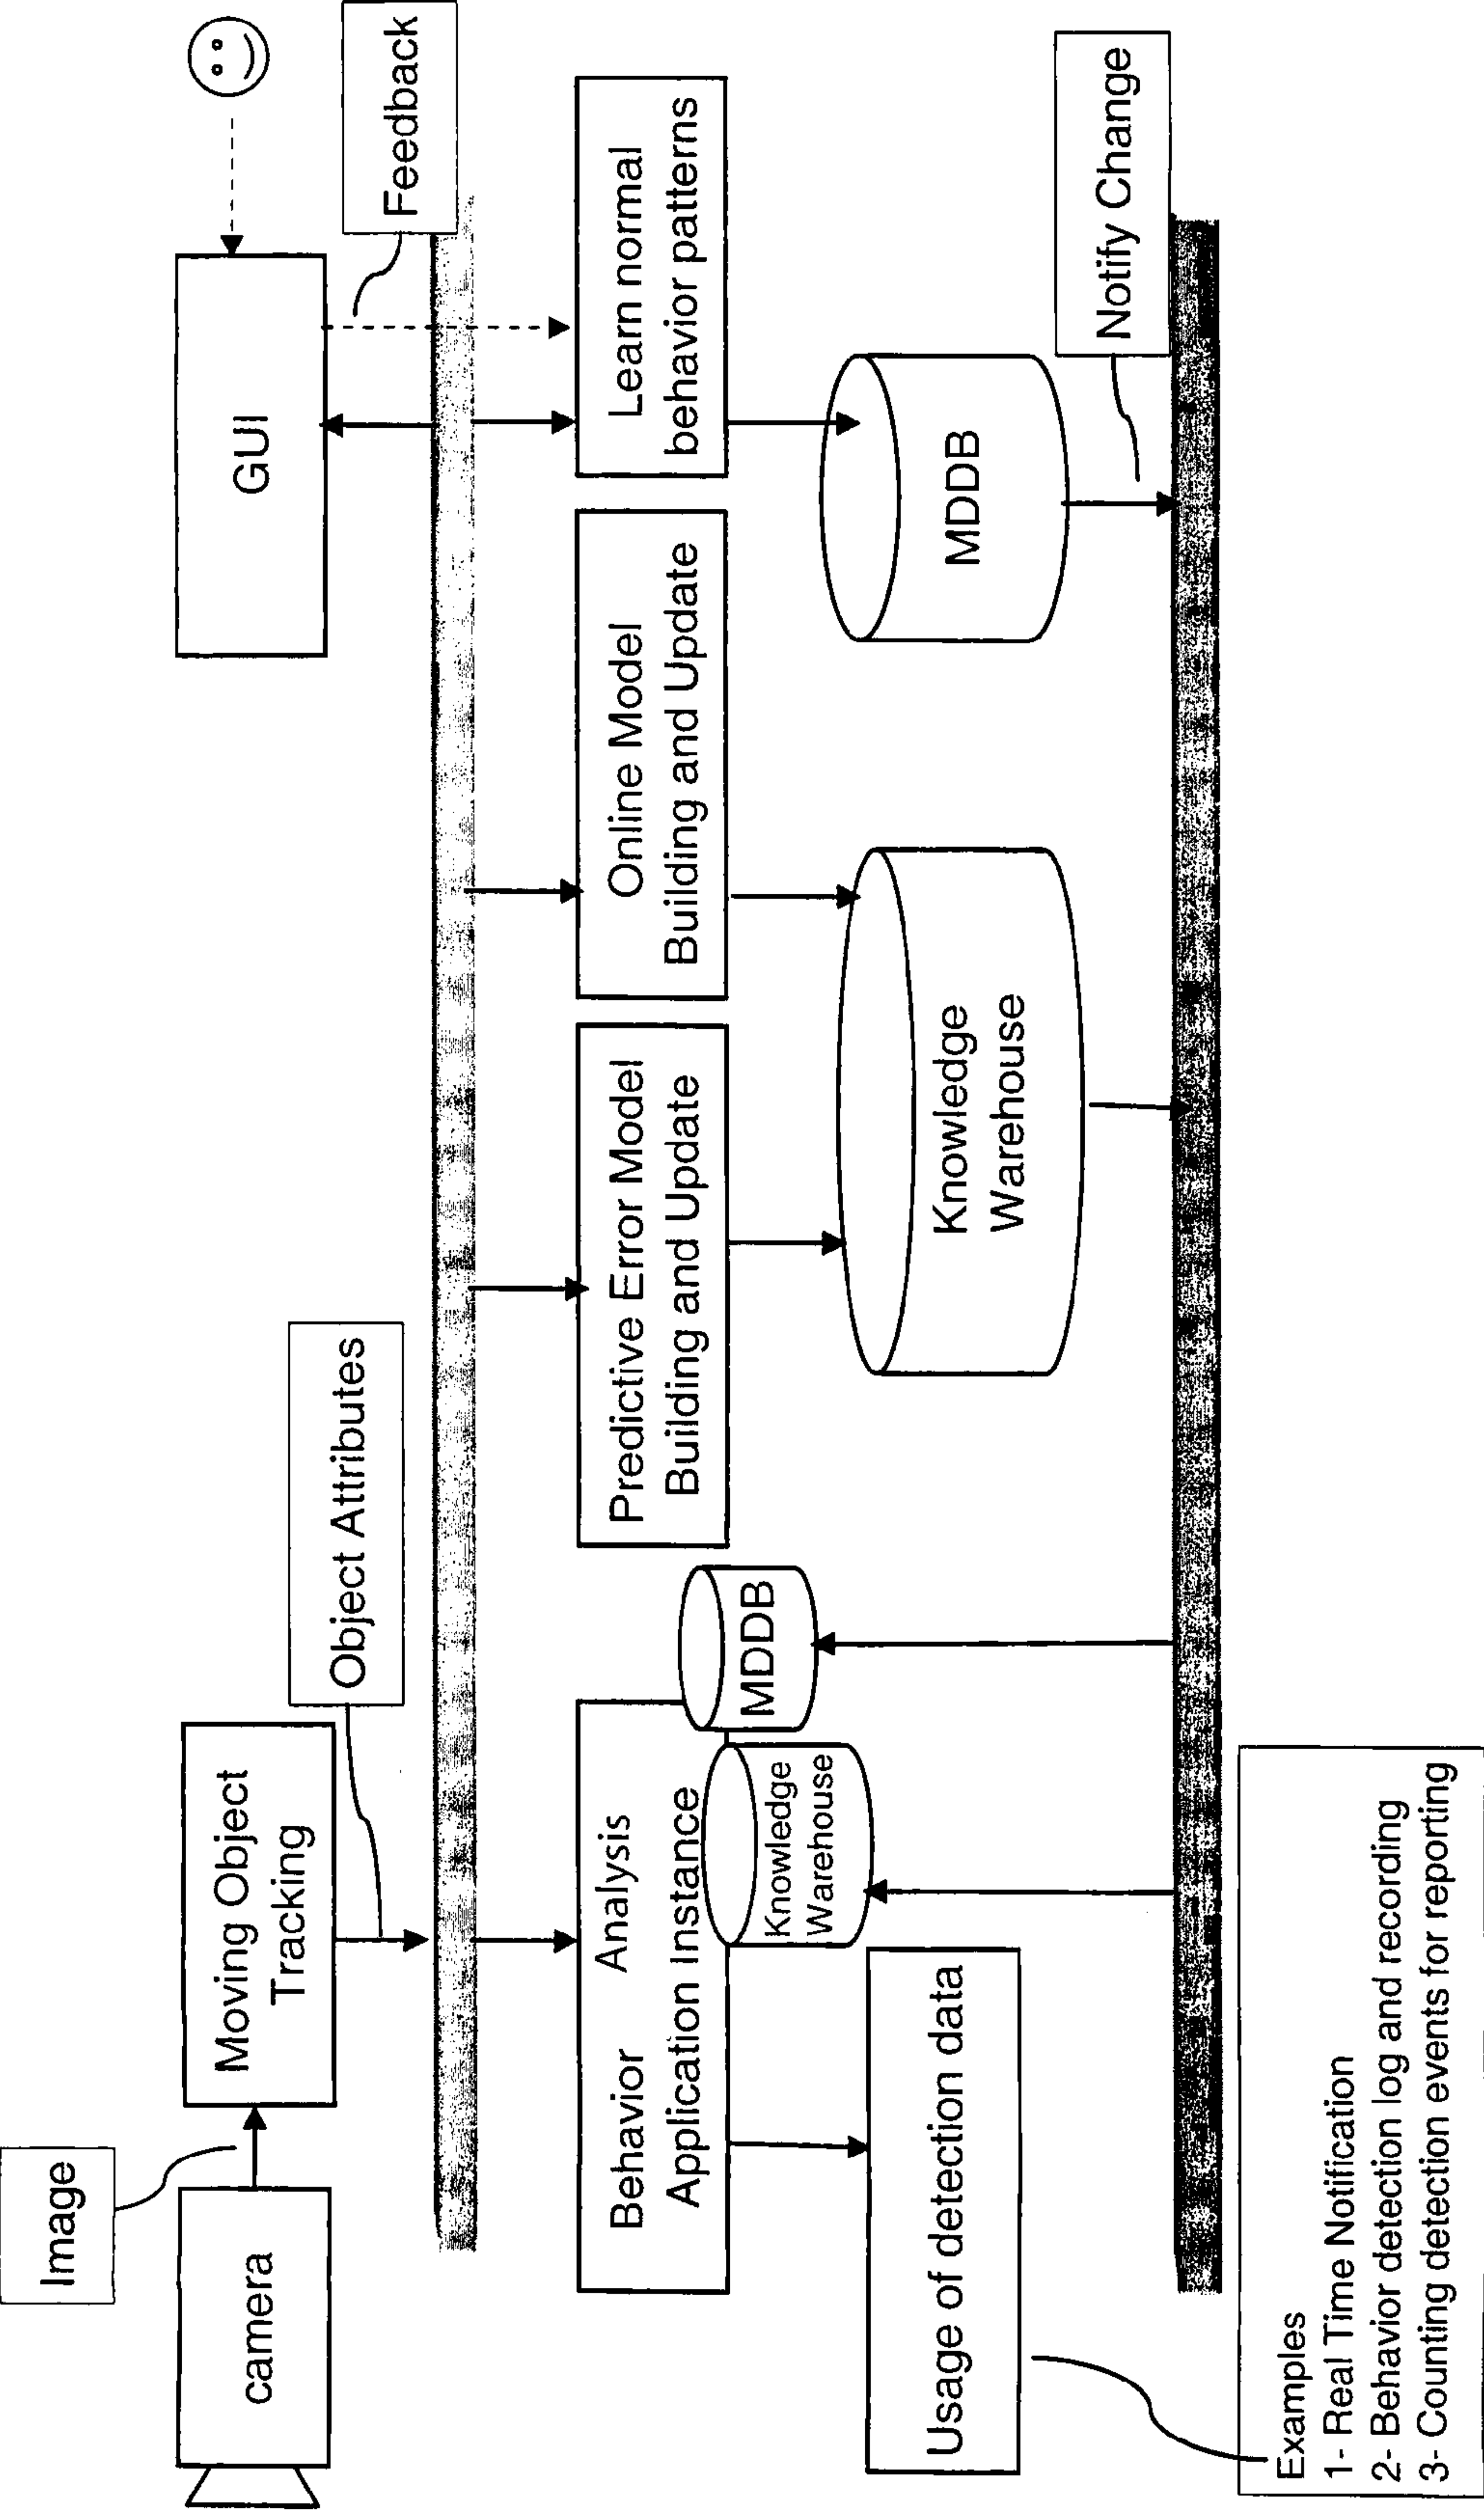 Image
camera
Moving Object
Tracking
Object Attributes
GUI
Feedback
Behavior Analysis
Application Instance
Knowledge
Warehouse
MDDB
Predictive Error Model
Building and Update
Online Model
Building and Update
Learn normal
behavior patterns
Usage of detection data
Knowledge
Warehouse
MDDB
Notify Change
Examples
1- Real Time Notification
2- Behavior detection log and recording
3- Counting detection events for reporting